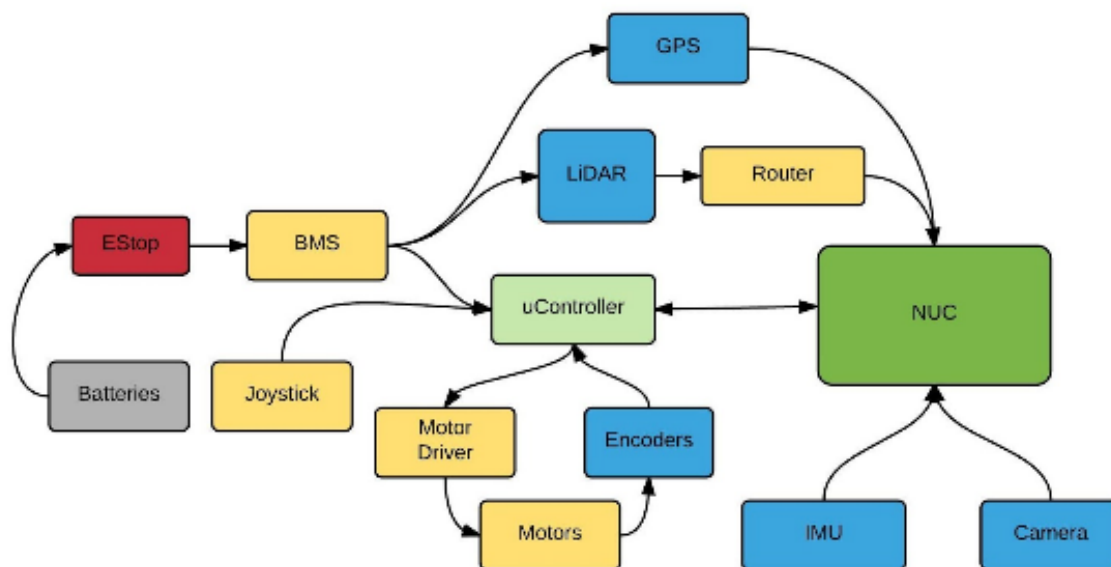 GPS
LiDAR
Router
EStop
BMS
uController
NUC
Batteries
Joystick
Motor
Driver
Encoders
Motors
IMU
Camera